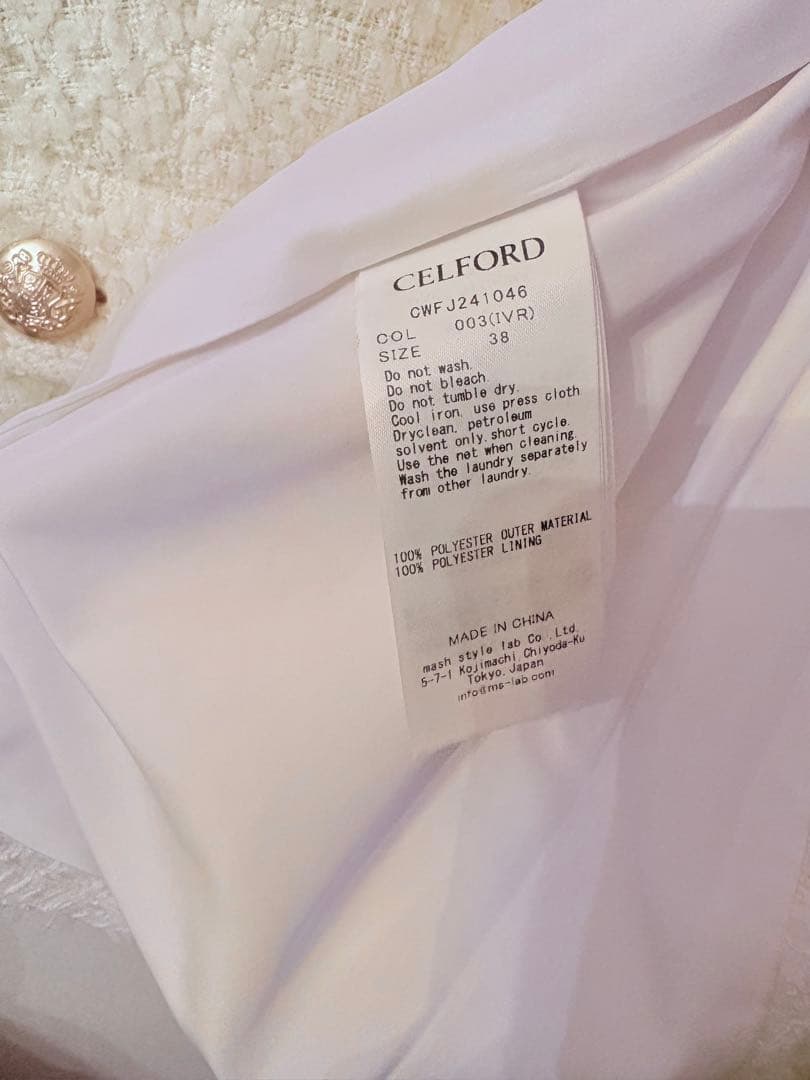 CELFORD
CWFJ241046
COL 003(IVR)
SIZE 38
Do not wash.
Do not bleach.
Do not tumble dry.
Cool iron, use press cloth
Dryclean, petroleum
solvent only, short cycle.
Use the net when cleaning.
Wash the laundry separately
from other laundry.
100% POLYESTER OUTER MATERIAL
100% POLYESTER LINING
MADE IN CHINA
mash style lab Co.,Ltd.
5-7-1 Kojimachi, Chiyoda-Ku
Tokyo, Japan
info@ms-lab.com